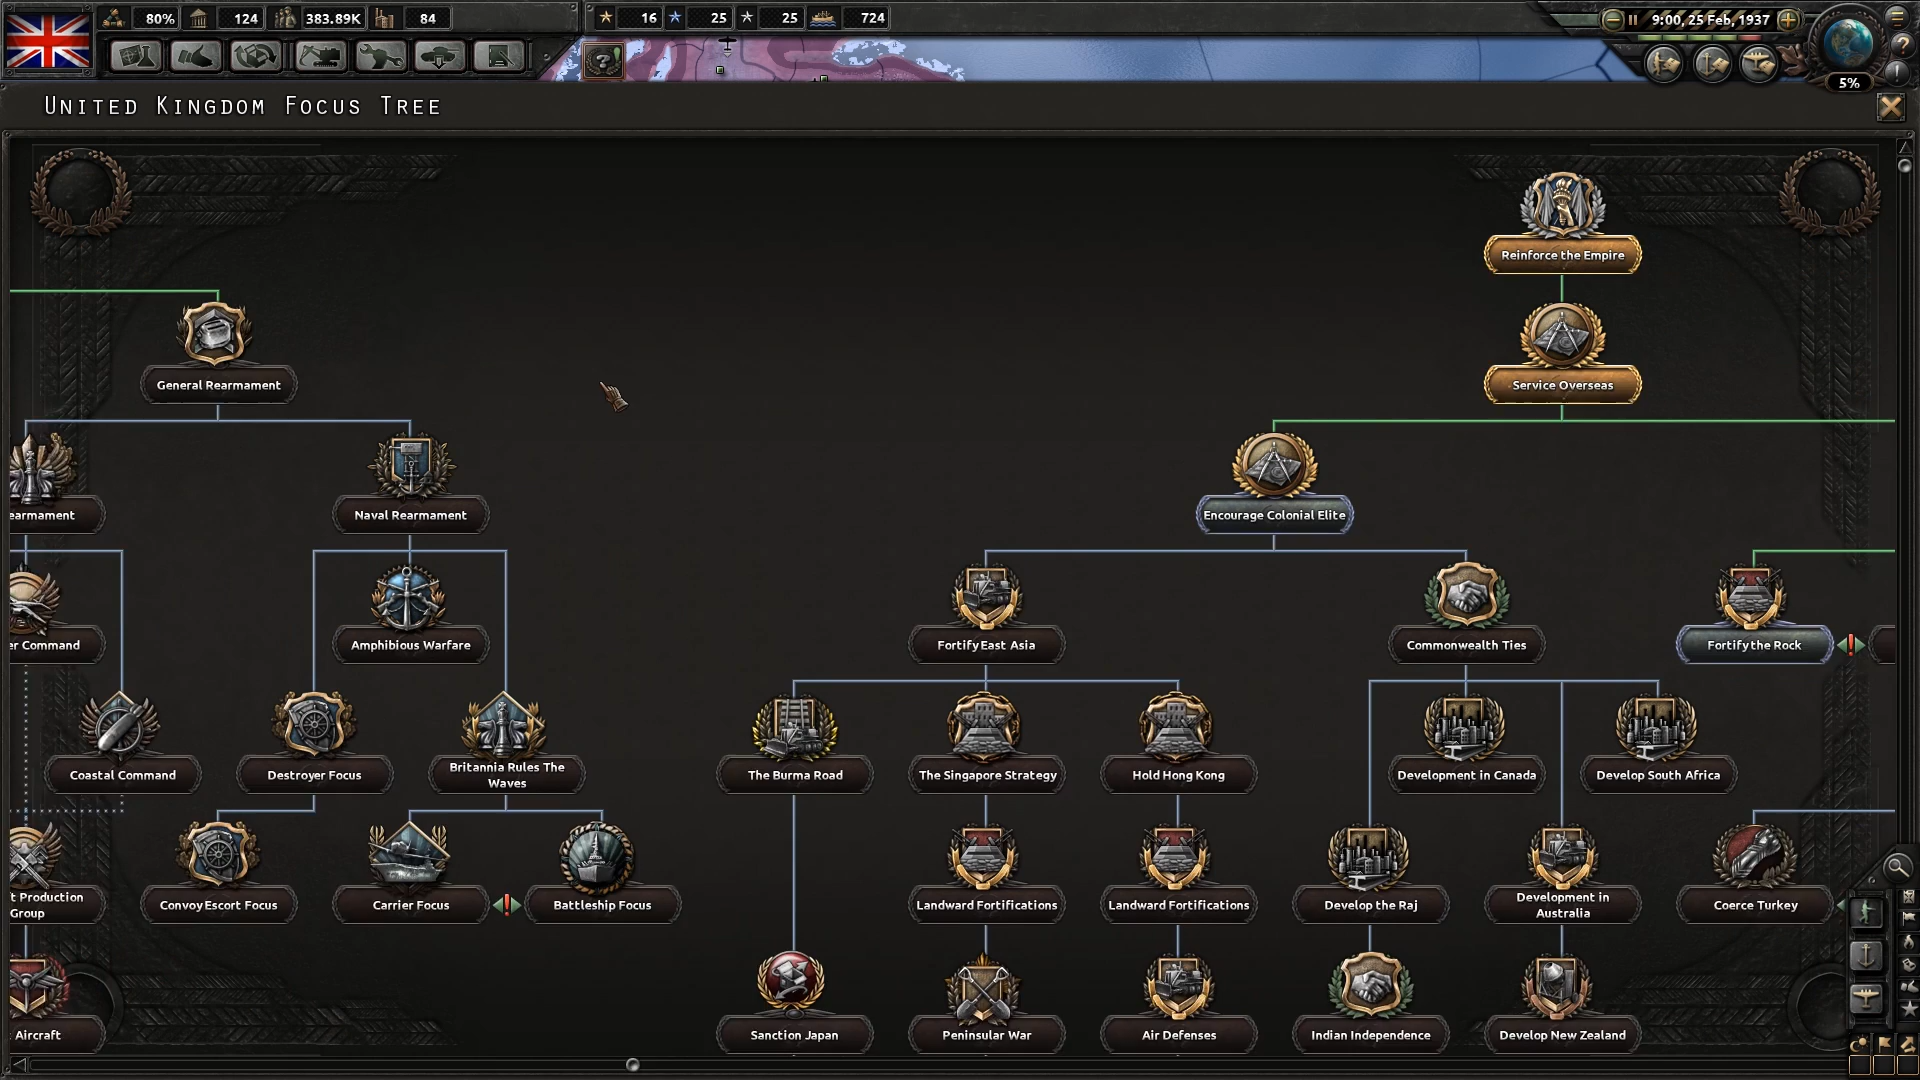 80% 124 383.89K 84 16 25 25 724 9:00, 25 Feb, 1937
5%
United Kingdom Focus Tree
Reinforce the Empire
General Rearmament Service Overseas
earmament Naval Rearmament Encourage Colonial Elite
er Command Amphibious Warfare Fortify East Asia Commonwealth Ties Fortify the Rock
Coastal Command Destroyer Focus Britannia Rules The
Waves The Burma Road The Singapore Strategy Hold Hong Kong Development in Canada Develop South Africa
t Production
Group Convoy Escort Focus Carrier Focus Battleship Focus Landward Fortifications Landward Fortifications Develop the Raj Development in
Australia Coerce Turkey
Aircraft Sanction Japan Peninsular War Air Defenses Indian Independence Develop New Zealand